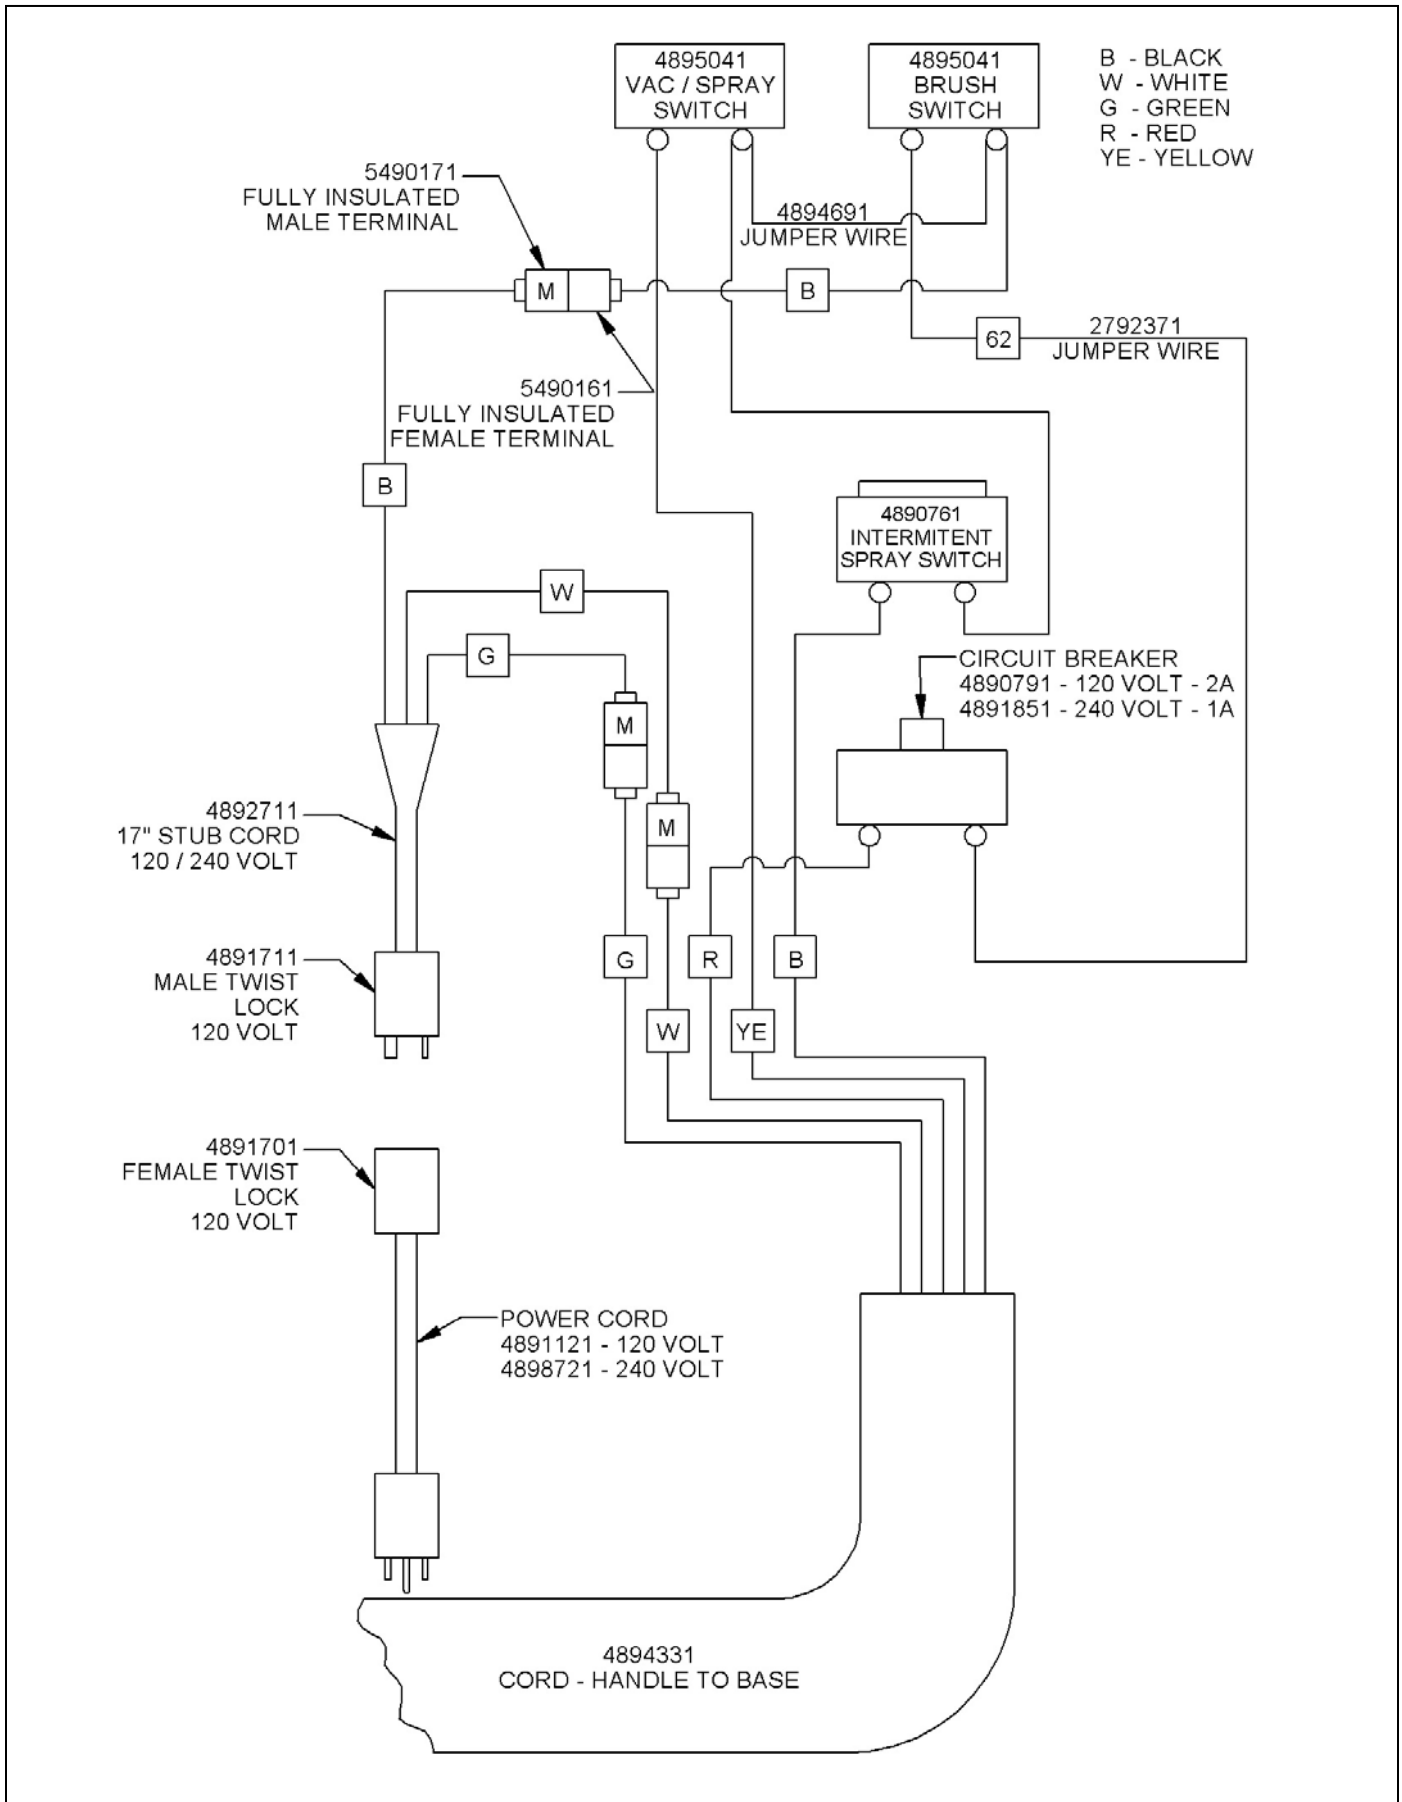 4895041
VAC / SPRAY
SWITCH
4895041
BRUSH
SWITCH
B - BLACK
W - WHITE
G - GREEN
R - RED
YE - YELLOW
5490171
FULLY INSULATED
MALE TERMINAL
4894691
JUMPER WIRE
M
B
62
2792371
JUMPER WIRE
5490161
FULLY INSULATED
FEMALE TERMINAL
B
4890761
INTERMITENT
SPRAY SWITCH
W
G
CIRCUIT BREAKER
4890791 - 120 VOLT - 2A
4891851 - 240 VOLT - 1A
M
M
4892711
17" STUB CORD
120 / 240 VOLT
4891711
MALE TWIST
LOCK
120 VOLT
G
R
B
W
YE
4891701
FEMALE TWIST
LOCK
120 VOLT
POWER CORD
4891121 - 120 VOLT
4898721 - 240 VOLT
4894331
CORD - HANDLE TO BASE